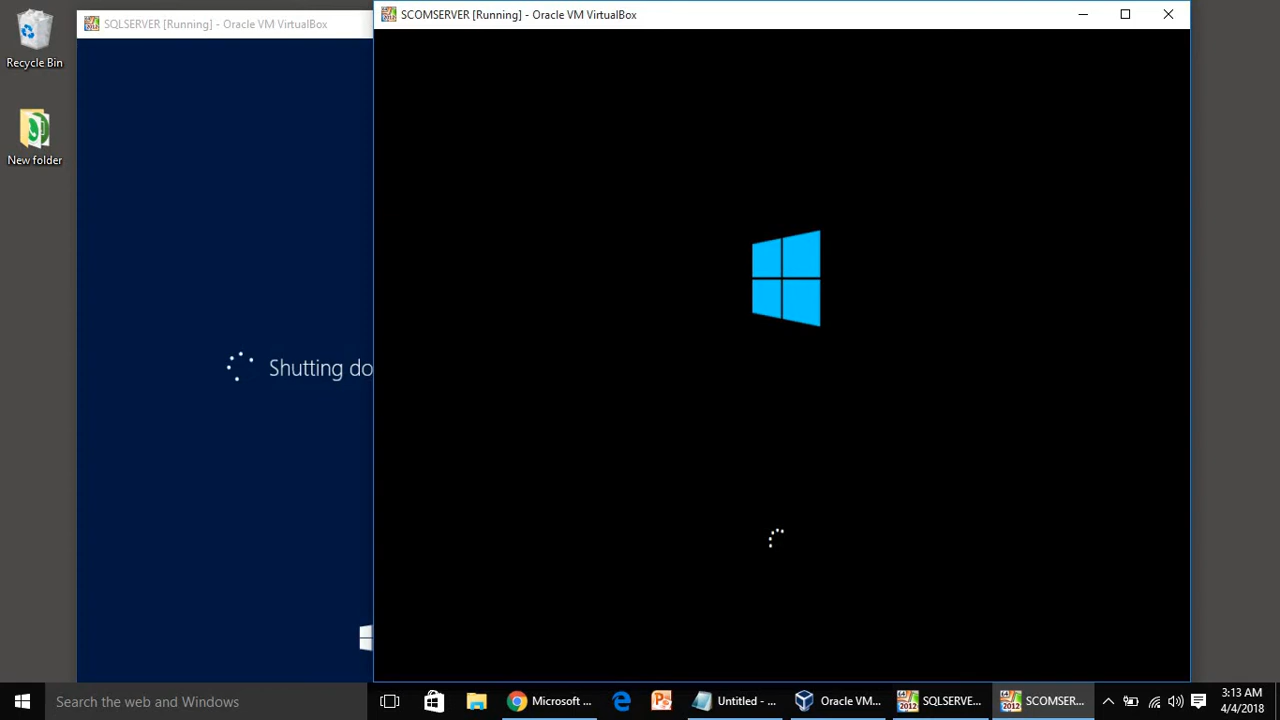 SQLSERVER [Running] - Oracle VM VirtualBox
SCOMSERVER [Running] - Oracle VM VirtualBox
Recycle Bin
New folder
Shutting do
Search the web and Windows
Microsoft ...
Untitled - ...
Oracle VM...
SQLSERVE...
SCOMSER...
3:13 AM
4/4/2018